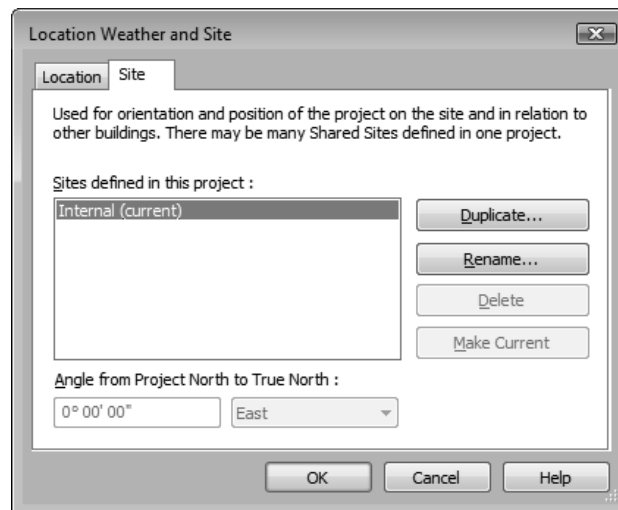 Location Weather and Site
Location
Site
Used for orientation and position of the project on the site and in relation to
other buildings. There may be many Shared Sites defined in one project.
Sites defined in this project :
Internal (current)
Duplicate...
Rename...
Delete
Make Current
Angle from Project North to True North :
0° 00' 00"
East
OK
Cancel
Help